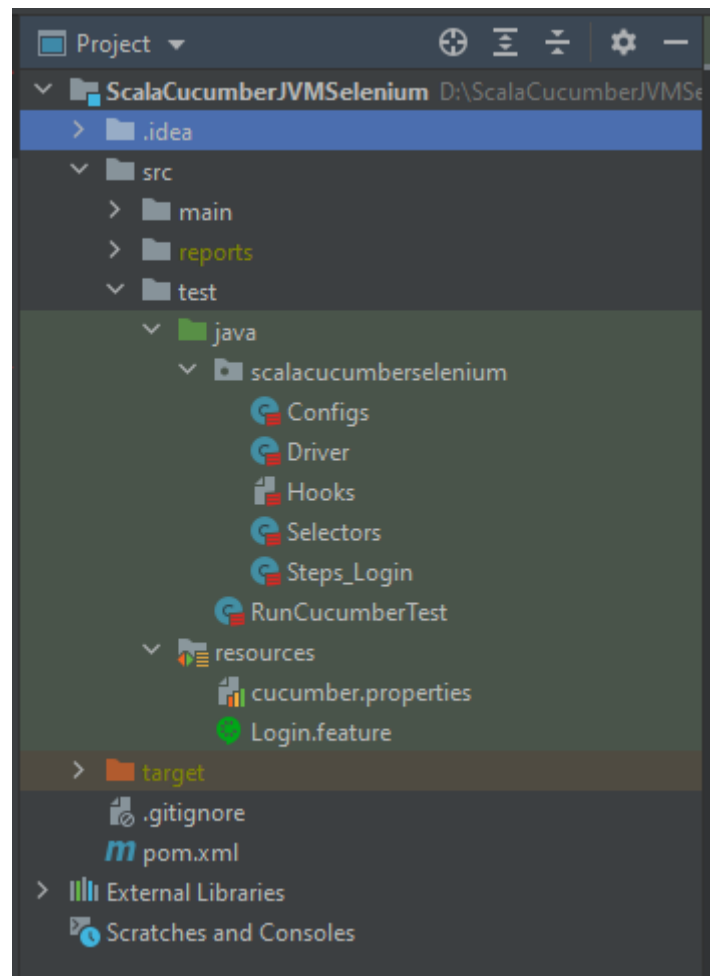 Project
ScalaCucumberJVMSelenium D:\ScalaCucumberJVMSe
.idea
src
main
reports
test
java
scalacucumberselenium
Configs
Driver
Hooks
Selectors
Steps_Login
RunCucumberTest
resources
cucumber.properties
Login.feature
target
.gitignore
m pom.xml
External Libraries
Scratches and Consoles